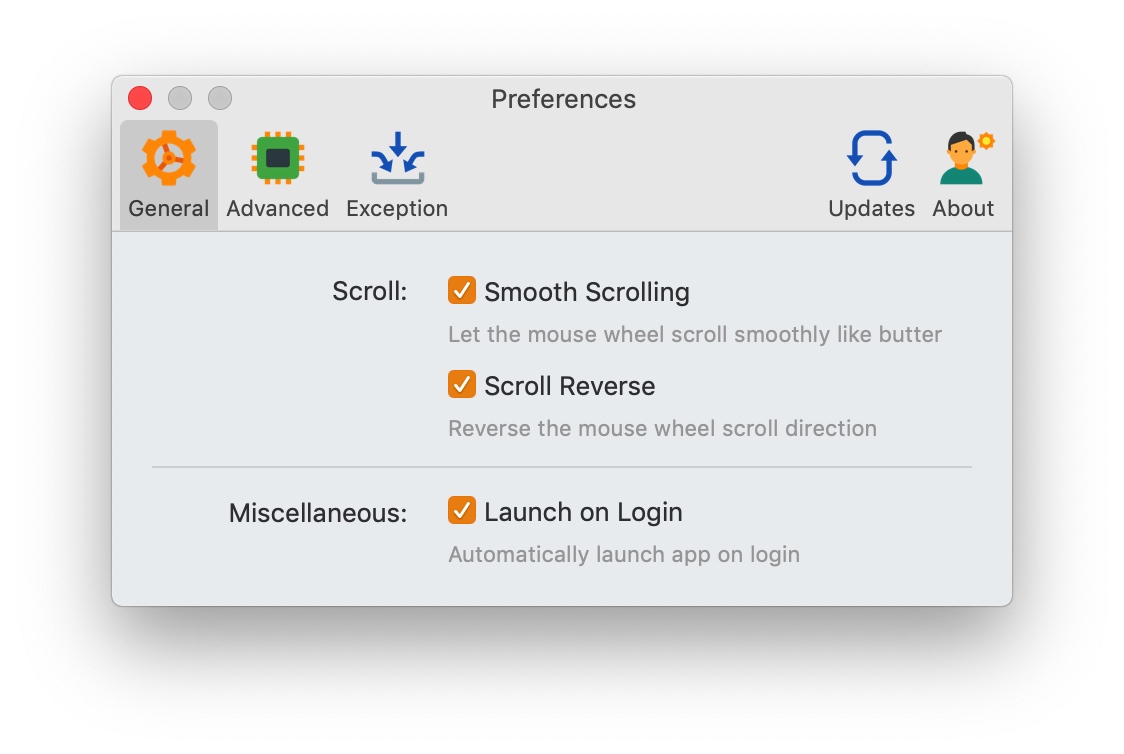 Preferences
General Advanced Exception Updates About
Scroll: Smooth Scrolling
Let the mouse wheel scroll smoothly like butter
Scroll Reverse
Reverse the mouse wheel scroll direction
Miscellaneous: Launch on Login
Automatically launch app on login